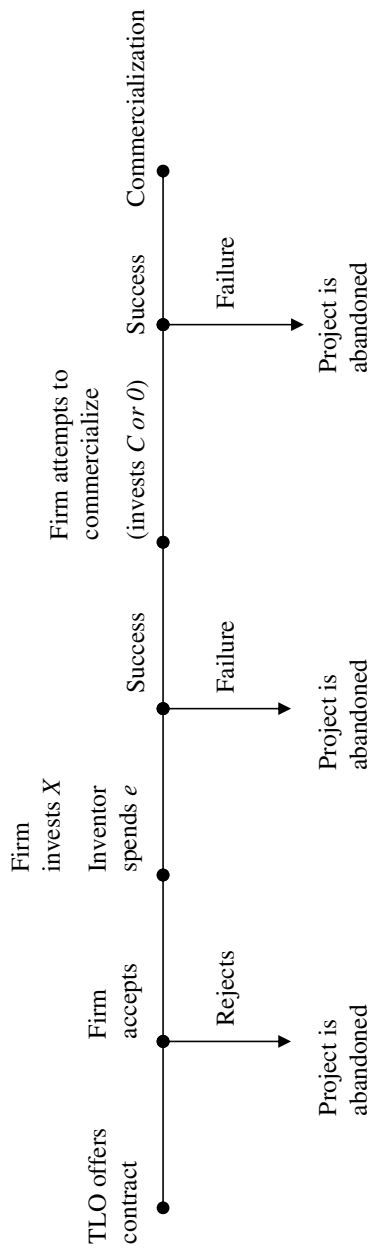 TLO offers
contract
Firm
accepts
Rejects
Project is
abandoned
Firm
invests X
Inventor
spends e
Success
Failure
Project is
abandoned
Firm attempts to
commercialize
(invests C or 0)
Success
Failure
Project is
abandoned
Commercialization